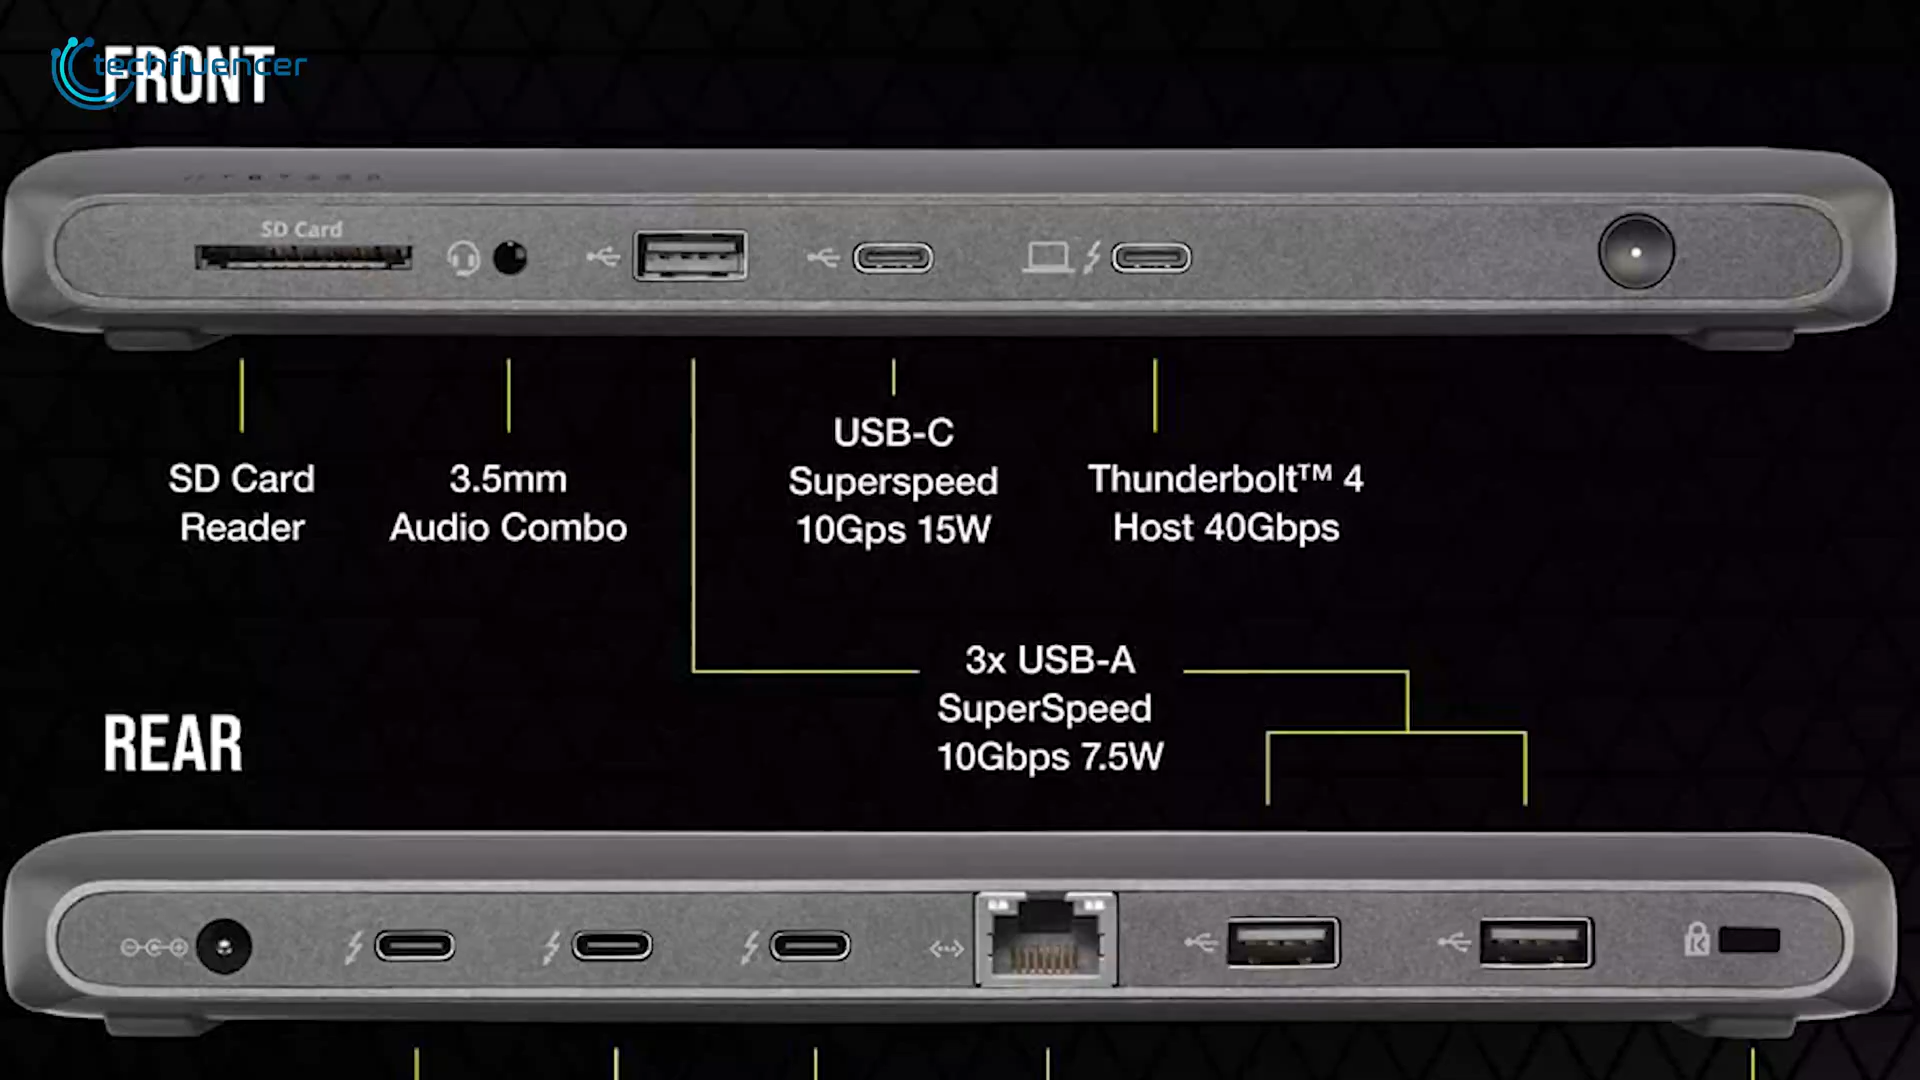 techfluencer
FRONT
SD Card
SD Card
Reader
3.5mm
Audio Combo
USB-C
Superspeed
10Gps 15W
Thunderbolt™ 4
Host 40Gbps
3x USB-A
SuperSpeed
10Gbps 7.5W
REAR